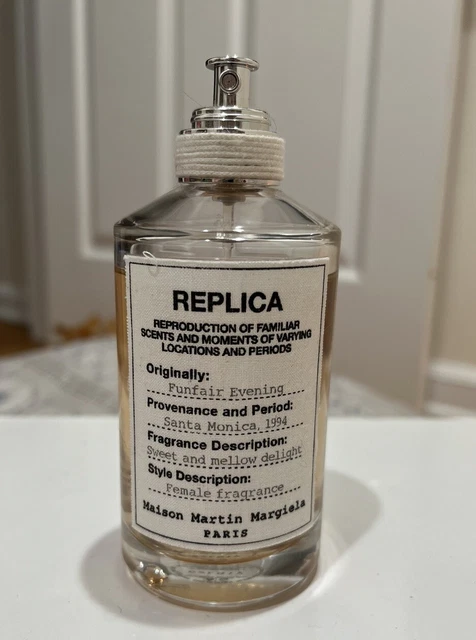 REPLICA
REPRODUCTION OF FAMILIAR
SCENTS AND MOMENTS OF VARYING
LOCATIONS AND PERIODS
Originally:
Funfair Evening
Provenance and Period:
Santa Monica, 1994
Fragrance Description:
Sweet and mellow delight
Style Description:
Female fragrance
Maison Martin Margiela
PARIS